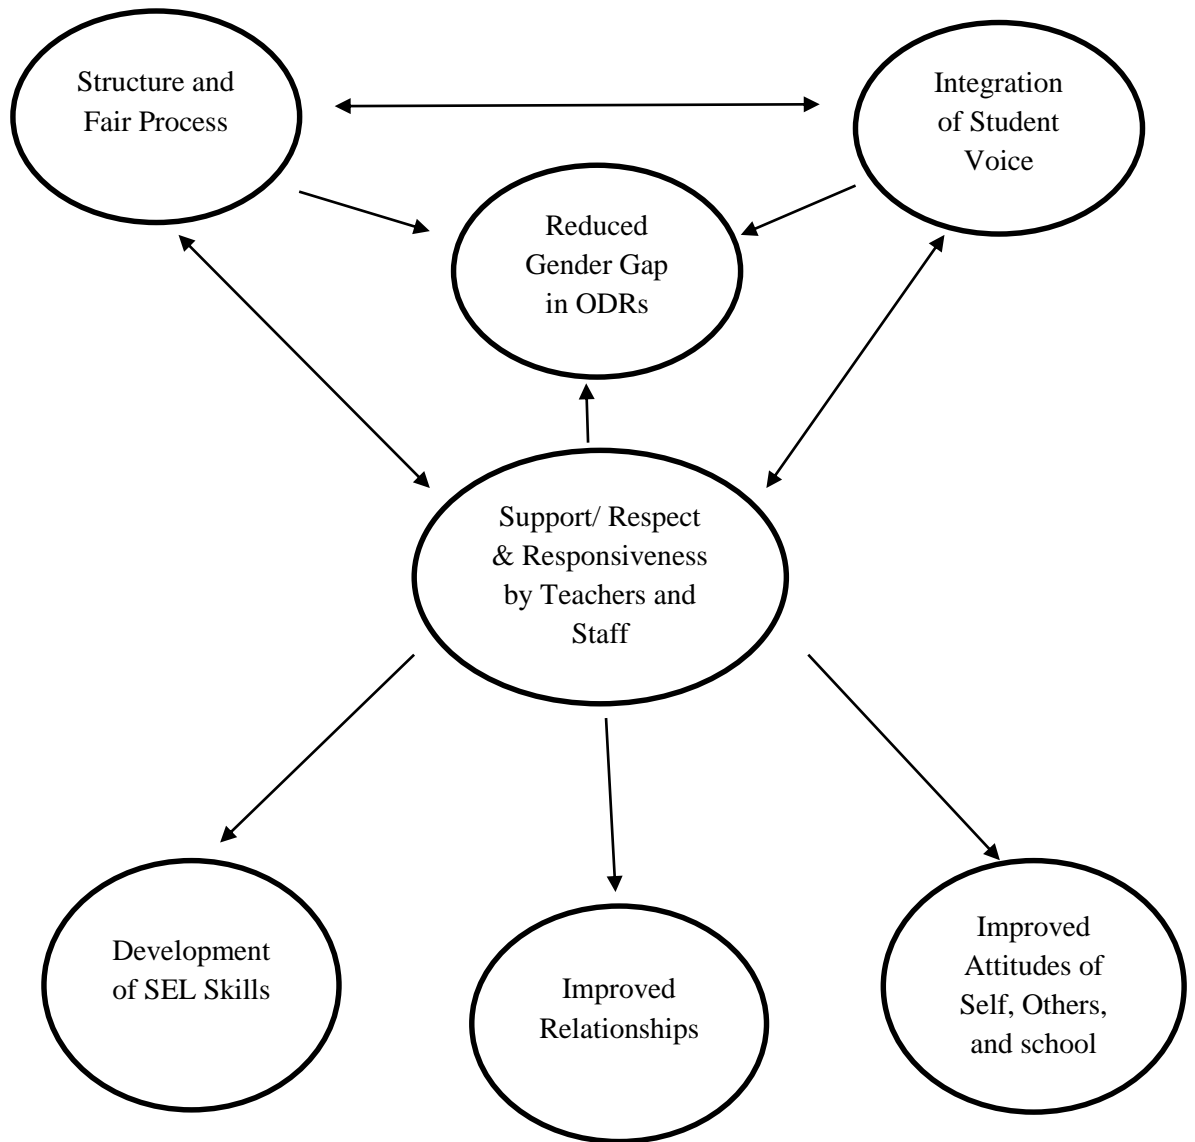 Structure and
Fair Process
Integration
of Student
Voice
Reduced
Gender Gap
in ODRs
Support/ Respect
& Responsiveness
by Teachers and
Staff
Development
of SEL Skills
Improved
Relationships
Improved
Attitudes of
Self, Others,
and school